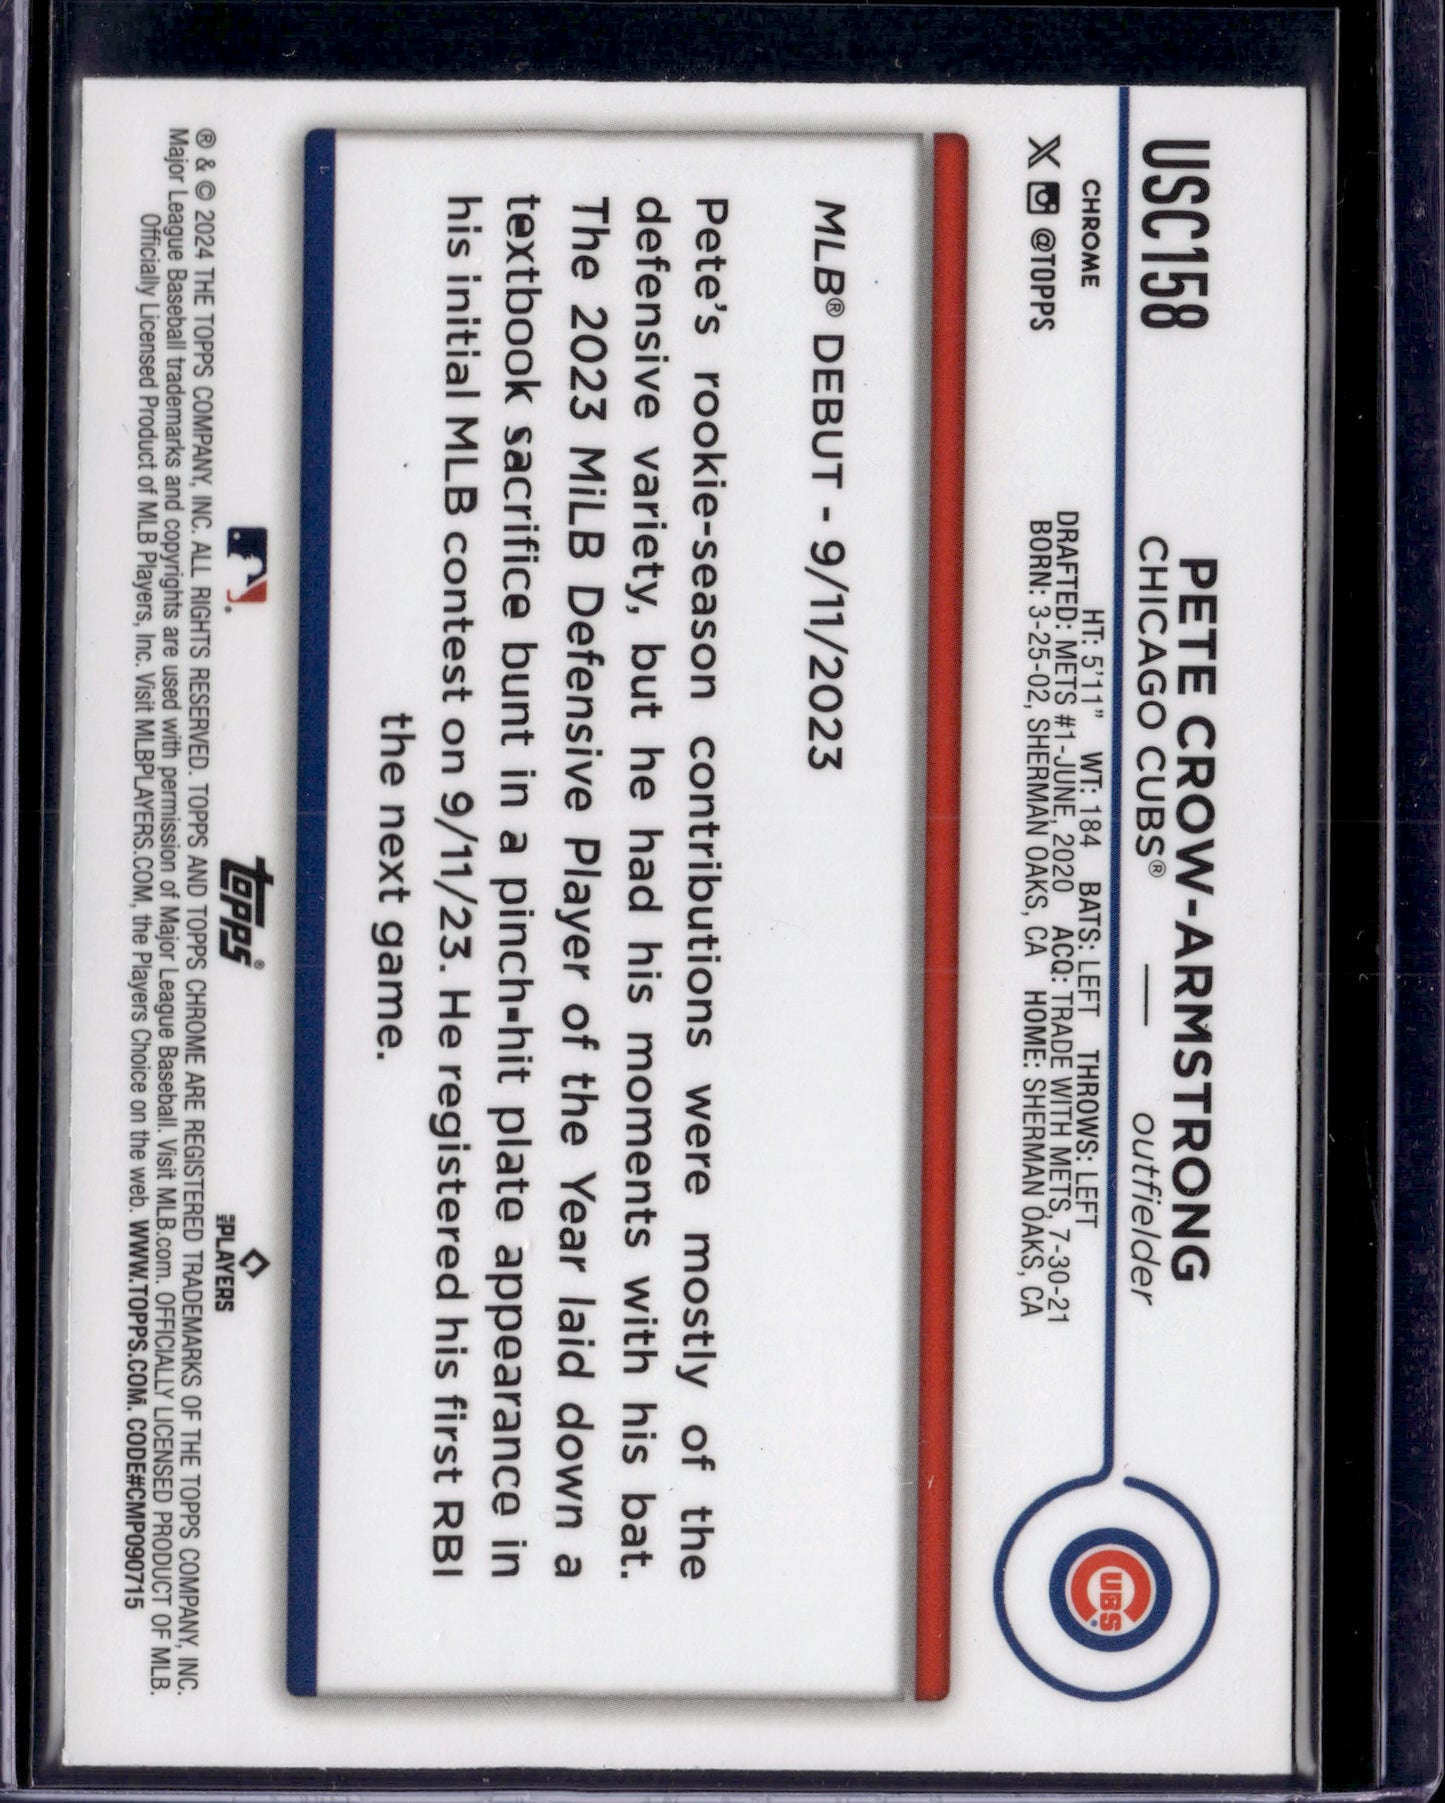 USC158
CHROME
@TOPPS
PETE CROW-ARMSTRONG
CHICAGO CUBS® — outfielder
HT: 5'11" WT: 184 BATS: LEFT THROWS: LEFT
DRAFTED: METS #1-JUNE, 2020 ACQ: TRADE WITH METS, 7-30-21
BORN: 3-25-02, SHERMAN OAKS, CA HOME: SHERMAN OAKS, CA
CUBS
MLB® DEBUT - 9/11/2023
Pete's rookie-season contributions were mostly of the
defensive variety, but he had his moments with his bat.
The 2023 MiLB Defensive Player of the Year laid down a
textbook sacrifice bunt in a pinch-hit plate appearance in
his initial MLB contest on 9/11/23. He registered his first RBI
the next game.
topps®
PLAYERS
® & © 2024 THE TOPPS COMPANY, INC. ALL RIGHTS RESERVED. TOPPS AND TOPPS CHROME ARE REGISTERED TRADEMARKS OF THE TOPPS COMPANY, INC.
Major League Baseball trademarks and copyrights are used with permission of Major League Baseball. Visit MLB.com. OFFICIALLY LICENSED PRODUCT OF MLB.
Officially Licensed Product of MLB Players, Inc. Visit MLBPLAYERS.COM, the Players Choice on the web. WWW.TOPPS.COM. CODE#CMP090715